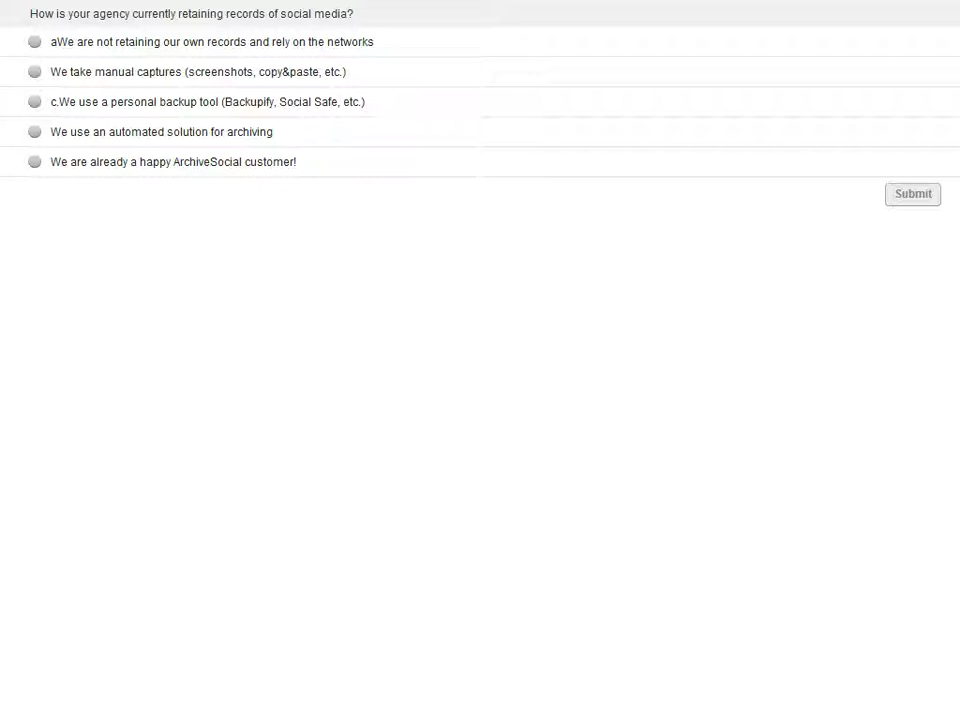 How is your agency currently retaining records of social media?
aWe are not retaining our own records and rely on the networks
We take manual captures (screenshots, copy&paste, etc.)
c.We use a personal backup tool (Backupify, Social Safe, etc.)
We use an automated solution for archiving
We are already a happy ArchiveSocial customer!
Submit